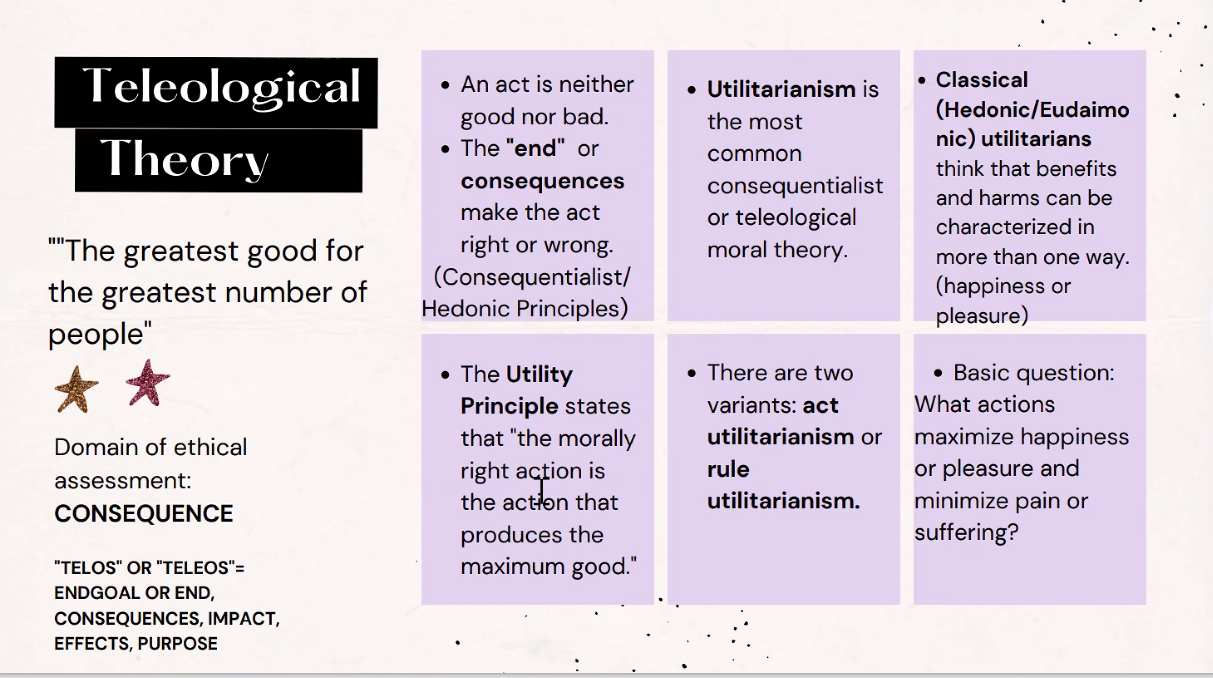 Teleological
Theory
""The greatest good for
the greatest number of
people"
Domain of ethical
assessment:
CONSEQUENCE
"TELOS" OR "TELEOS"=
ENDGOAL OR END,
CONSEQUENCES, IMPACT,
EFFECTS, PURPOSE
• An act is neither
good nor bad.
• The "end" or
consequences
make the act
right or wrong.
(Consequentialist/
Hedonic Principles)
• Utilitarianism is
the most
common
consequentialist
or teleological
moral theory.
• Classical
(Hedonic/Eudaimo
nic) utilitarians
think that benefits
and harms can be
characterized in
more than one way.
(happiness or
pleasure)
• The Utility
Principle states
that "the morally
right action is
the action that
produces the
maximum good."
• There are two
variants: act
utilitarianism or
rule
utilitarianism.
• Basic question:
What actions
maximize happiness
or pleasure and
minimize pain or
suffering?